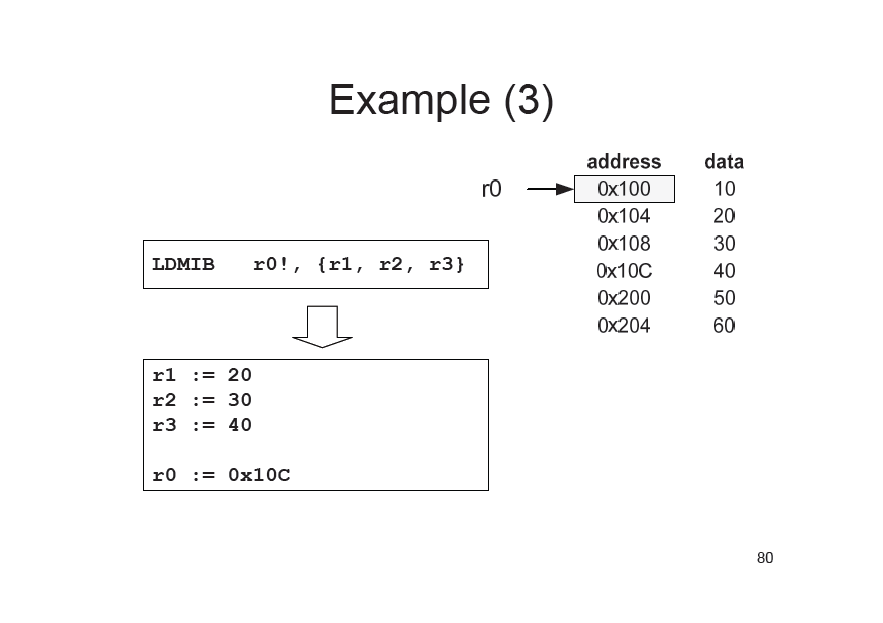 Example (3)
address data
r0 0x100 10
0x104 20
0x108 30
0x10C 40
0x200 50
0x204 60
LDMIB r0!, {r1, r2, r3}
r1 := 20
r2 := 30
r3 := 40
r0 := 0x10C
80